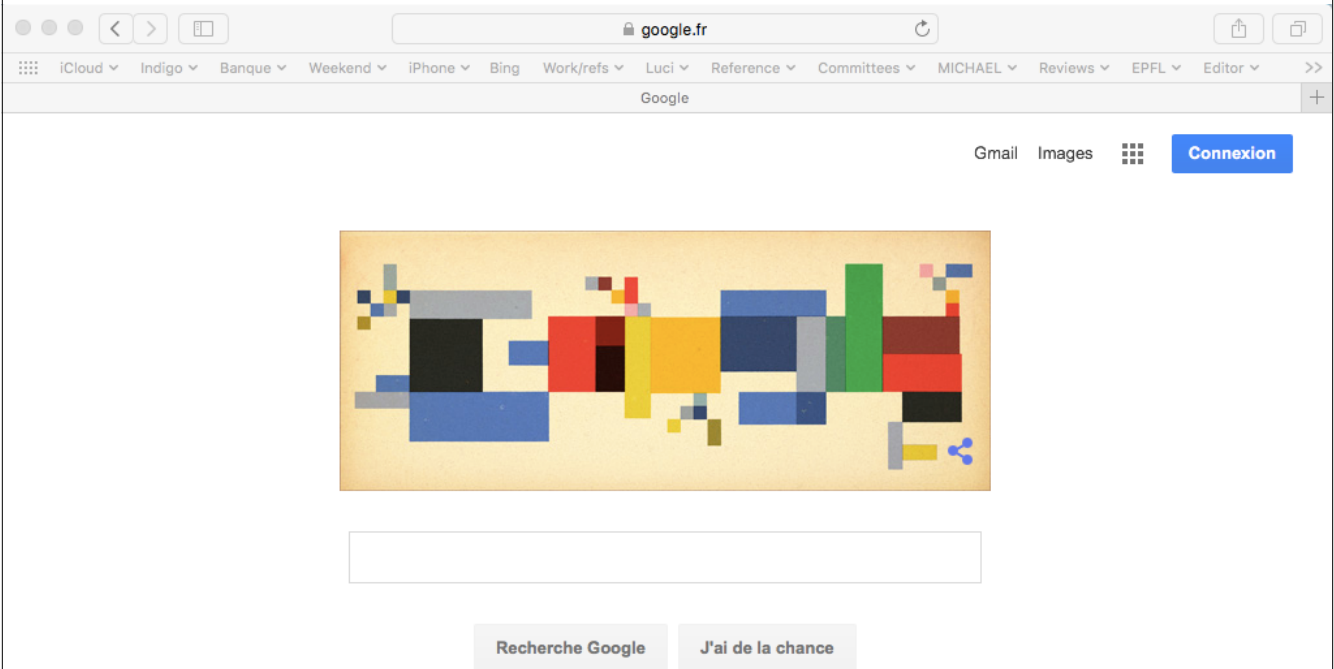 google.fr
iCloud Indigo Banque Weekend iPhone Bing Work/refs Luci Reference Committees MICHAEL Reviews EPFL Editor >>
Google +
Gmail Images Connexion
Recherche Google J'ai de la chance